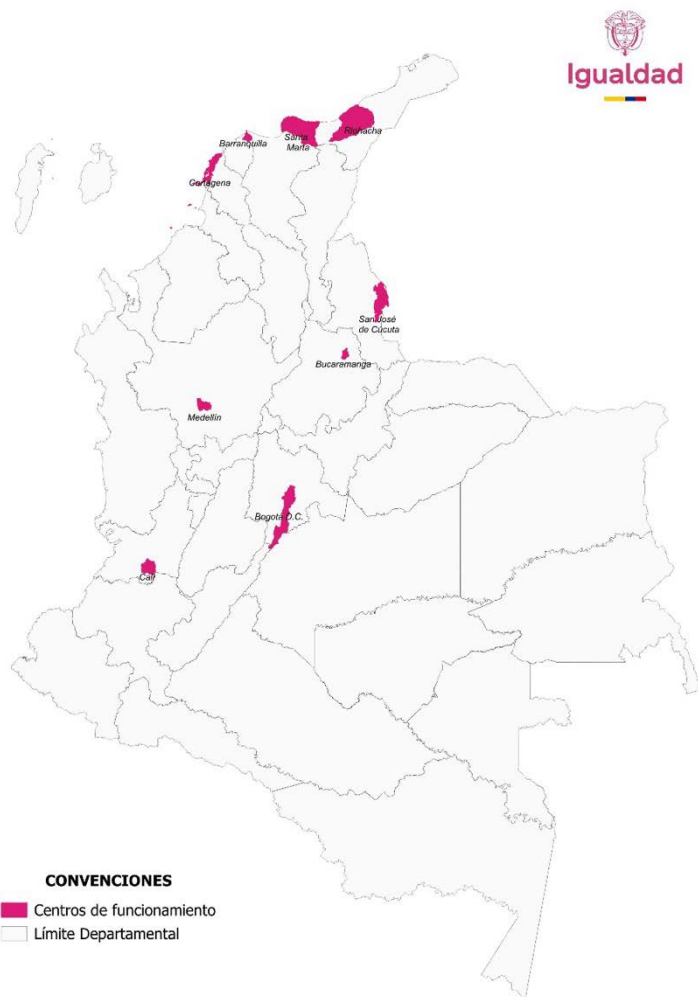 Igualdad
Santa
Marta
Riohacha
Barranquilla
Cartagena
San José
de Cúcuta
Bucaramanga
Medellín
Bogotá D.C.
Cali
CONVENCIONES
Centros de funcionamiento
Límite Departamental